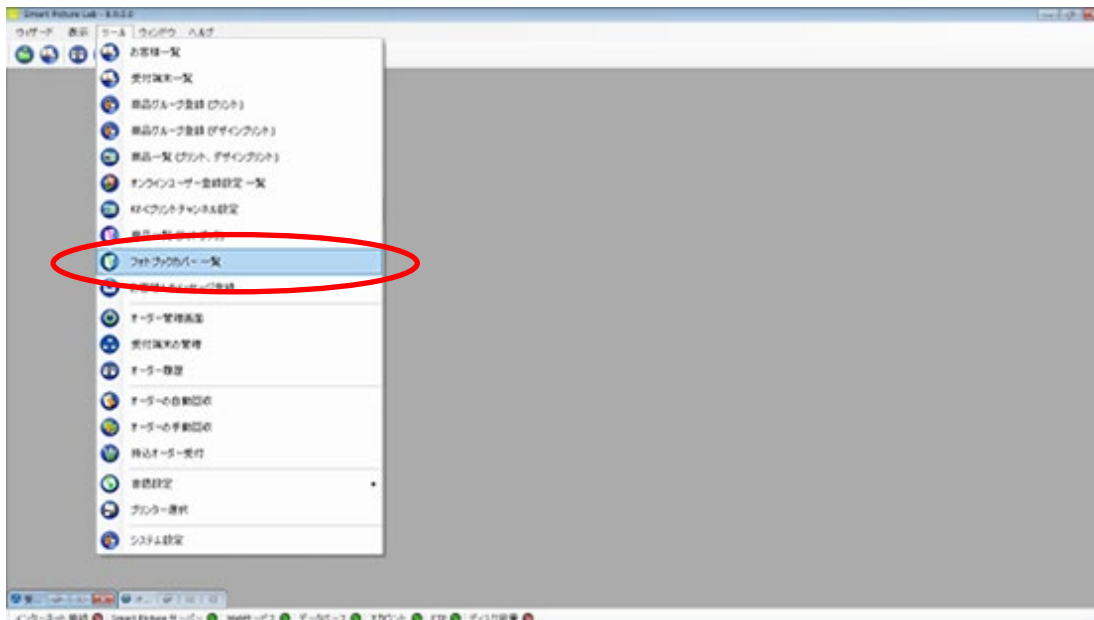 Smart Picture Lab - 8.0.2.0
ウィザード 表示 ツール ウィンドウ ヘルプ
お客様一覧
受付端末一覧
商品グループ登録 (プリント)
商品グループ登録 (デザインプリント)
商品一覧 (プリント、デザインプリント)
オンラインユーザー登録設定 一覧
プリントチャンネル設定
フォトブックカバー 一覧
オーダー管理画面
受付端末の管理
オーダー履歴
オーダーの自動回収
オーダーの手動回収
持込オーダー受付
言語設定
プリンター選択
システム設定
インターネット接続 Smart Picture サーバー Webサービス データベース アカウント FTP ディスク容量